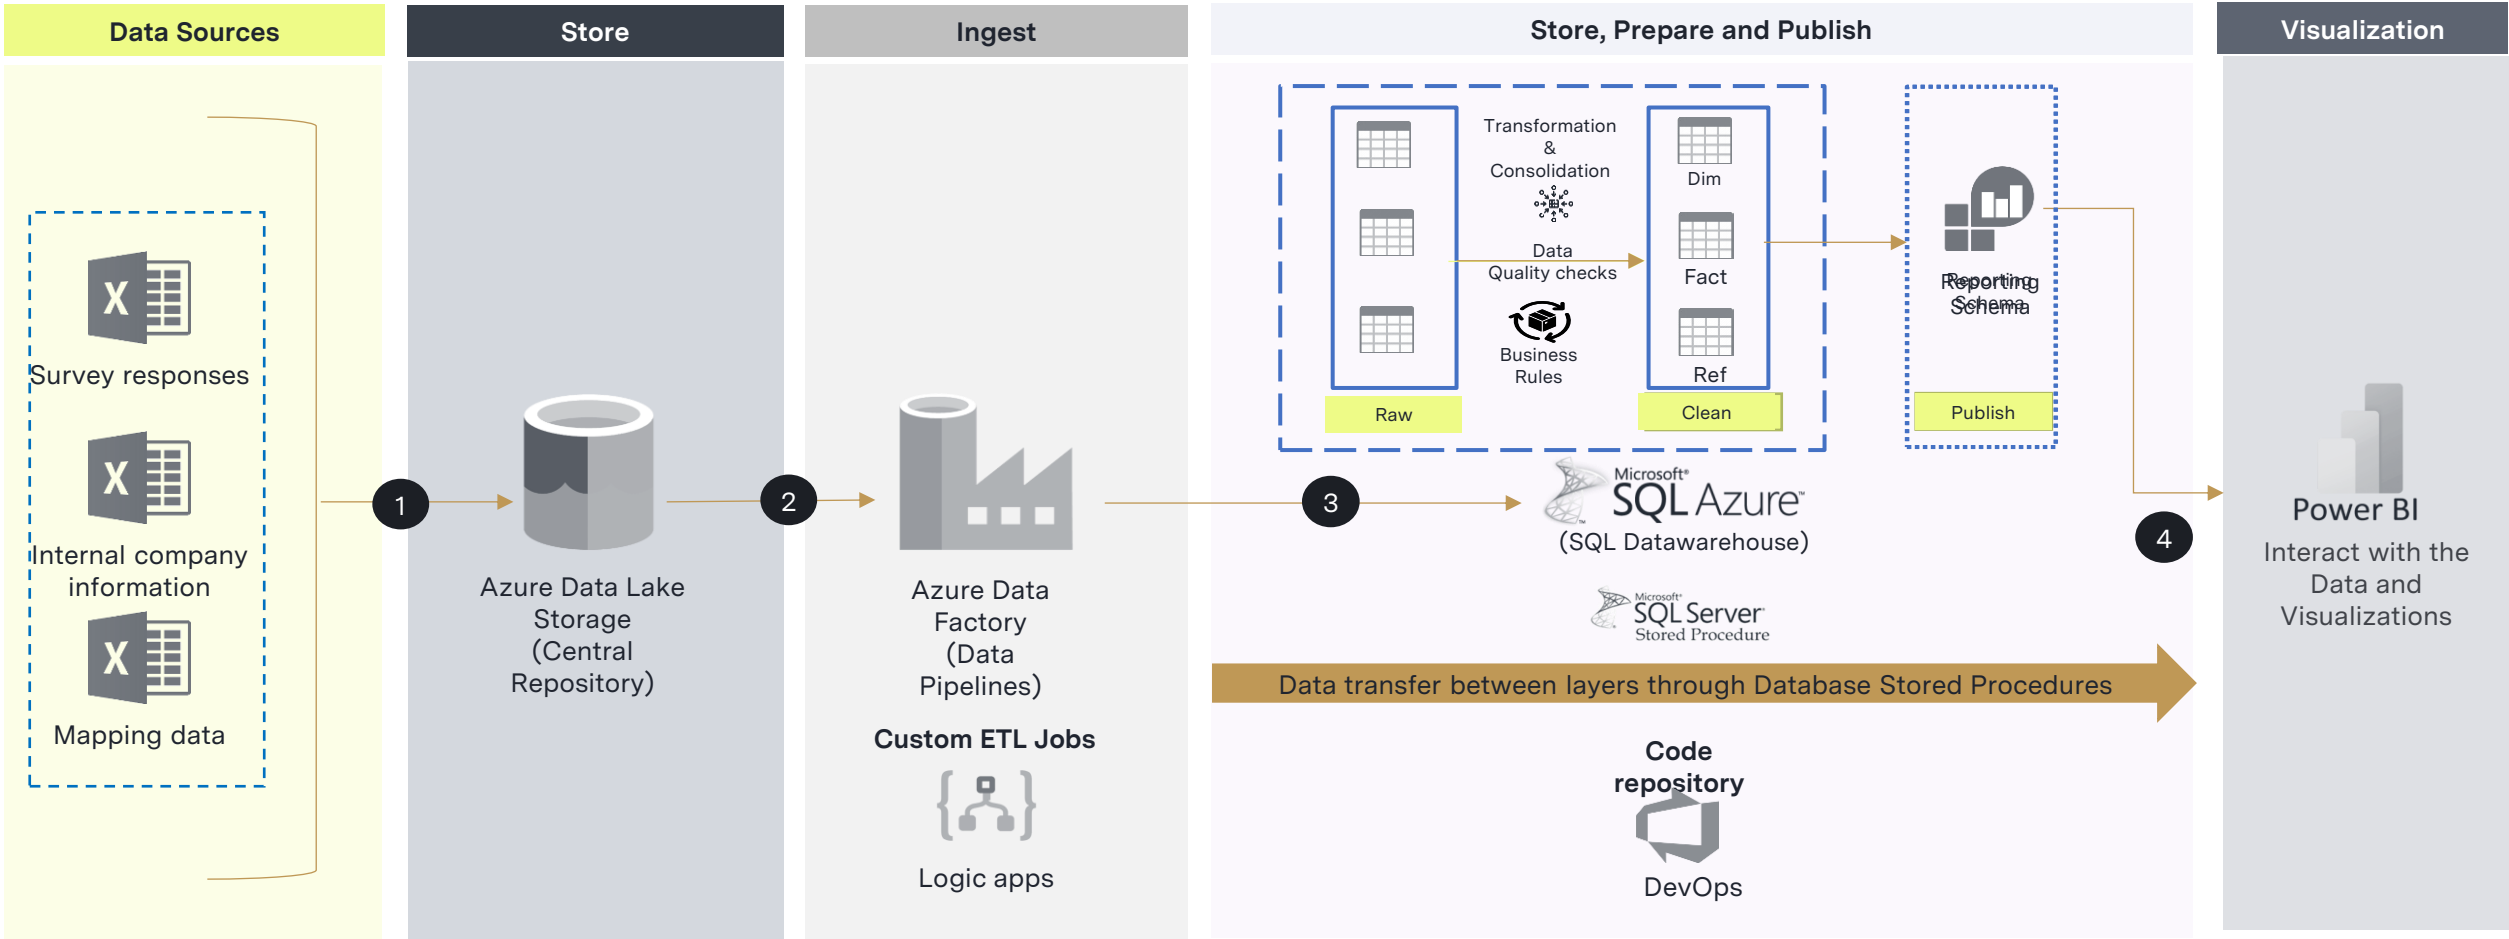 Data Sources
Store
Ingest
Store, Prepare and Publish
Visualization
Survey responses
Internal company
information
Mapping data
1
Azure Data Lake
Storage
(Central
Repository)
2
Azure Data
Factory
(Data
Pipelines)
Custom ETL Jobs
Logic apps
3
Raw
Transformation
&
Consolidation
Data
Quality checks
Business
Rules
Dim
Fact
Ref
Clean
Reporting
Schema
Reporting
Schema
Publish
Microsoft®
SQL Azure™
(SQL Datawarehouse)
Microsoft®
SQL Server®
Stored Procedure
Data transfer between layers through Database Stored Procedures
Code
repository
DevOps
4
Power BI
Interact with the
Data and
Visualizations